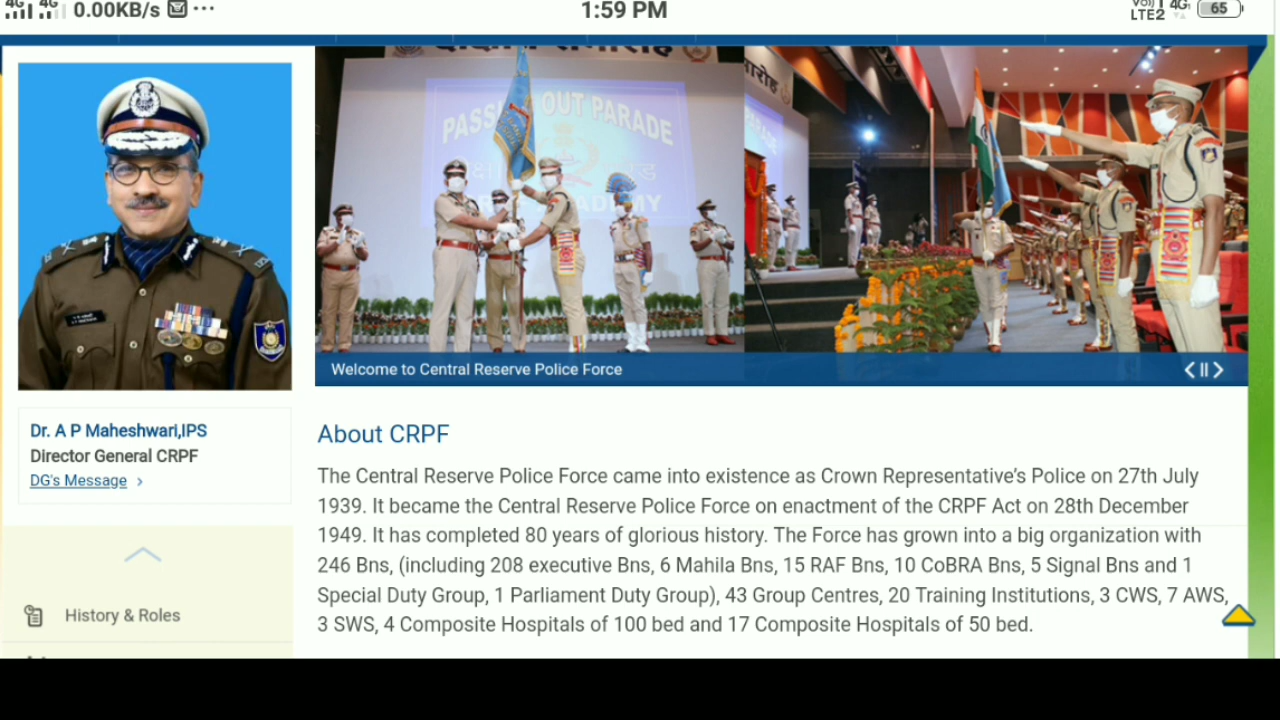 4G 4G 0.00KB/s ... 1:59 PM LTE2 4G 65
PASSING OUT PARADE
ACADEMY
Welcome to Central Reserve Police Force
Dr. A P Maheshwari,IPS
Director General CRPF
DG's Message
About CRPF
The Central Reserve Police Force came into existence as Crown Representative’s Police on 27th July
1939. It became the Central Reserve Police Force on enactment of the CRPF Act on 28th December
1949. It has completed 80 years of glorious history. The Force has grown into a big organization with
246 Bns, (including 208 executive Bns, 6 Mahila Bns, 15 RAF Bns, 10 CoBRA Bns, 5 Signal Bns and 1
Special Duty Group, 1 Parliament Duty Group), 43 Group Centres, 20 Training Institutions, 3 CWS, 7 AWS,
3 SWS, 4 Composite Hospitals of 100 bed and 17 Composite Hospitals of 50 bed.
History & Roles